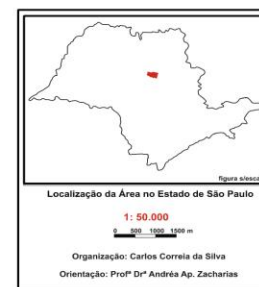 figura s/esca
Localização da Área no Estado de São Paulo
1: 50.000
0 500 1000 1500 m
Organização: Carlos Correia da Silva
Orientação: Profª Drª Andréa Ap. Zacharias